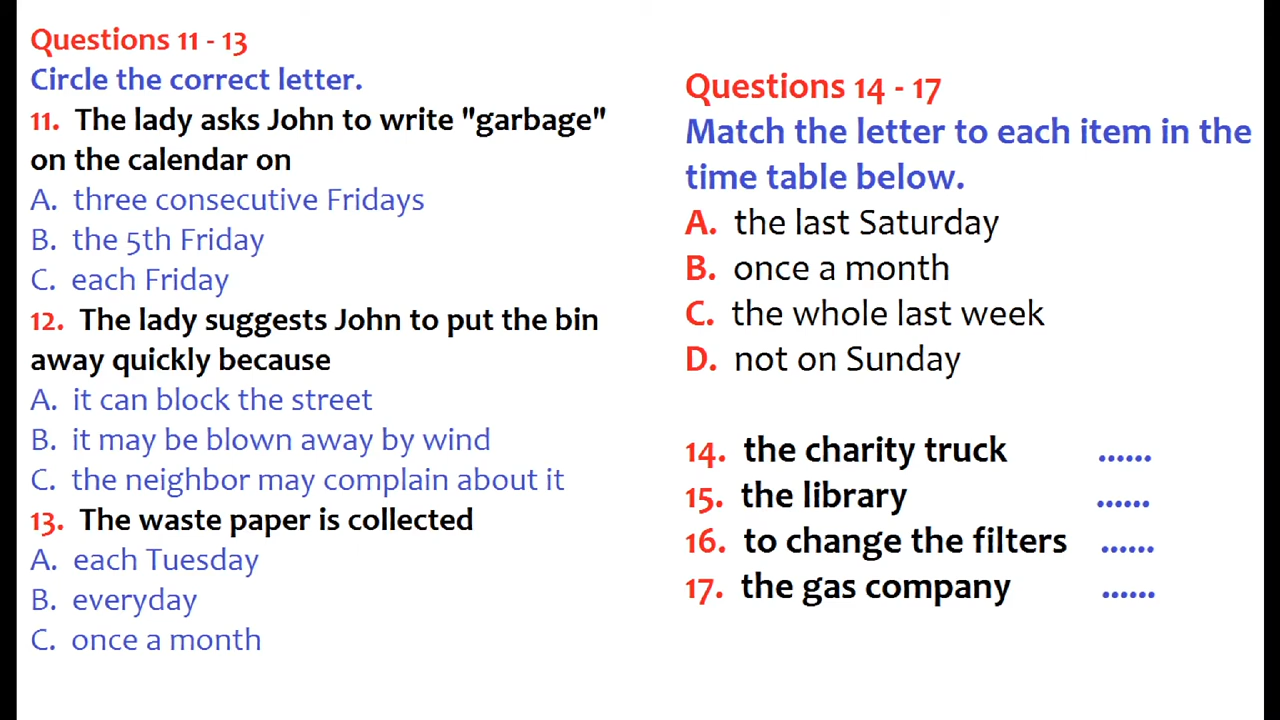 Questions 11 - 13
Circle the correct letter.
11. The lady asks John to write "garbage"
on the calendar on
A. three consecutive Fridays
B. the 5th Friday
C. each Friday
12. The lady suggests John to put the bin
away quickly because
A. it can block the street
B. it may be blown away by wind
C. the neighbor may complain about it
13. The waste paper is collected
A. each Tuesday
B. everyday
C. once a month
Questions 14 - 17
Match the letter to each item in the
time table below.
A. the last Saturday
B. once a month
C. the whole last week
D. not on Sunday
14. the charity truck ......
15. the library ......
16. to change the filters ......
17. the gas company ......